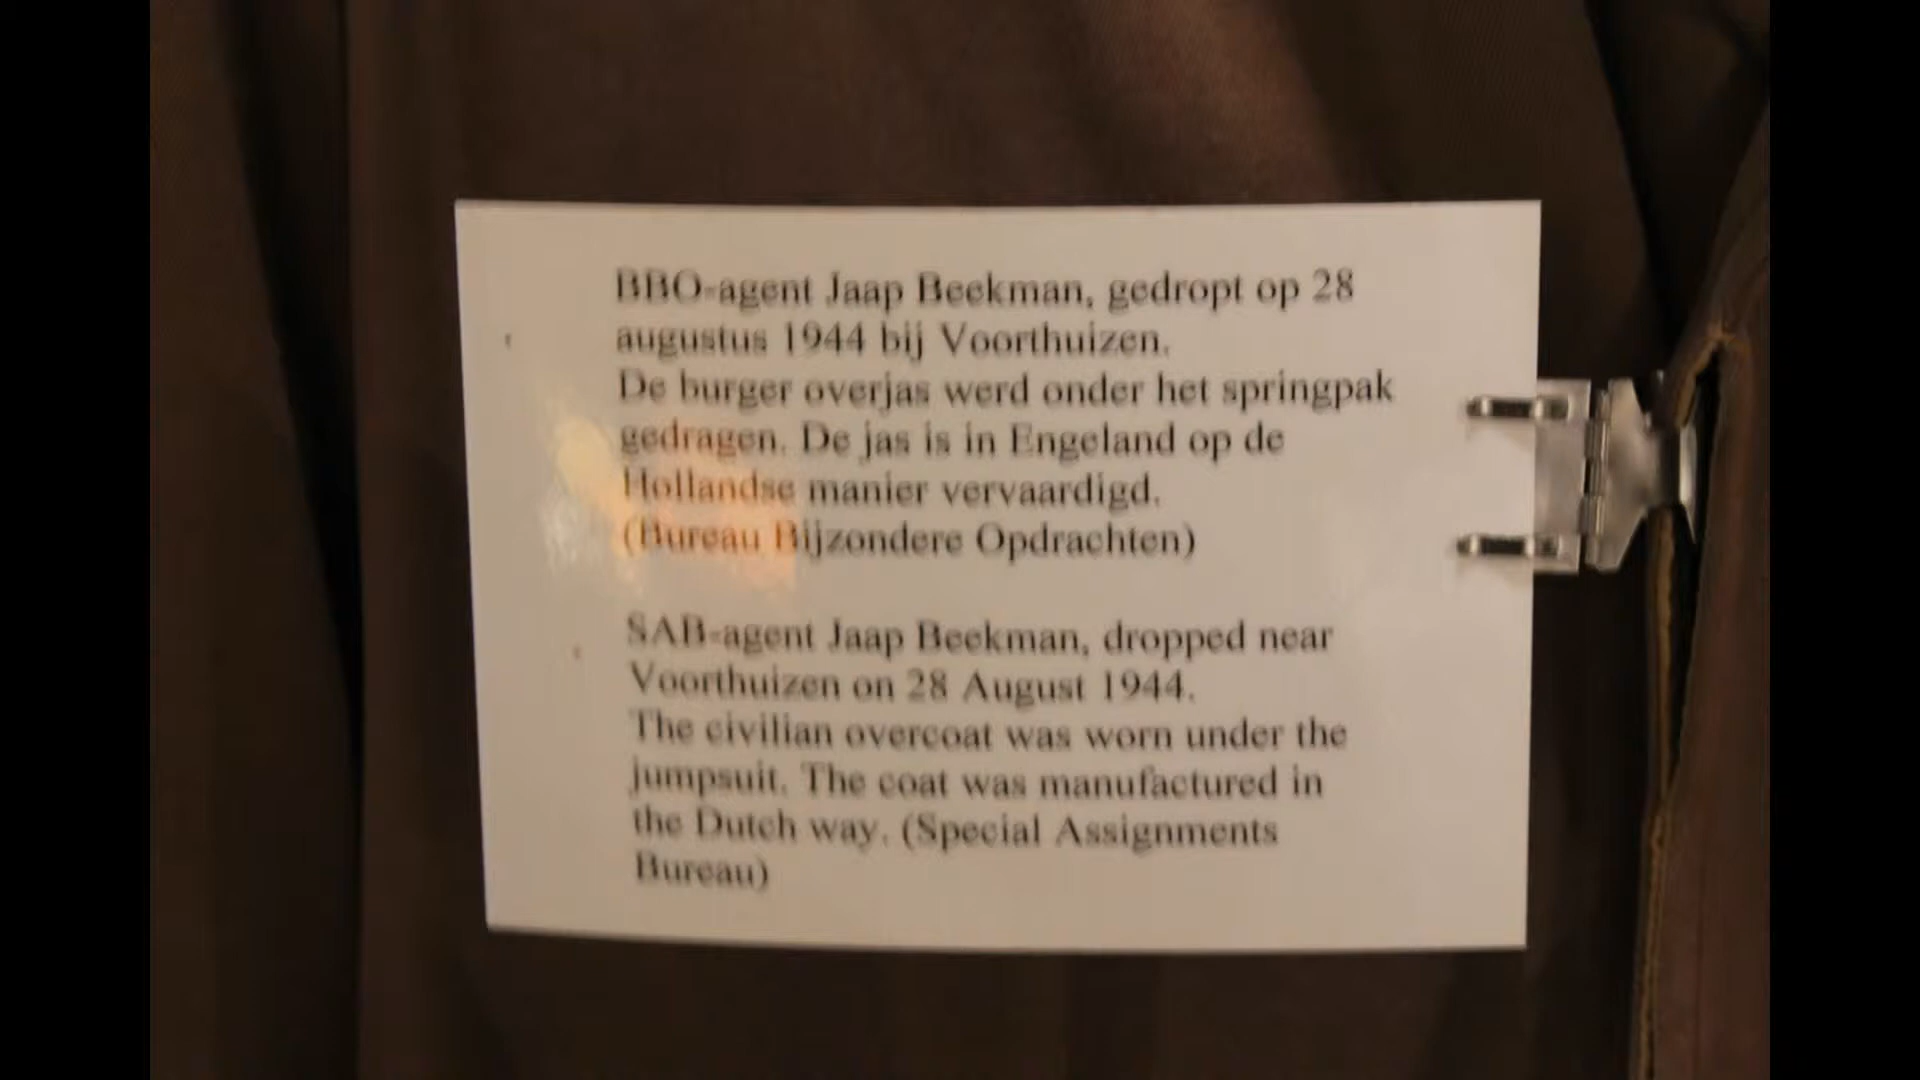 BBO-agent Jaap Beekman, gedropt op 28
augustus 1944 bij Voorthuizen.
De burger overjas werd onder het springpak
gedragen. De jas is in Engeland op de
Hollandse manier vervaardigd.
(Bureau Bijzondere Opdrachten)
SAB-agent Jaap Beekman, dropped near
Voorthuizen on 28 August 1944.
The civilian overcoat was worn under the
jumpsuit. The coat was manufactured in
the Dutch way. (Special Assignments
Bureau)